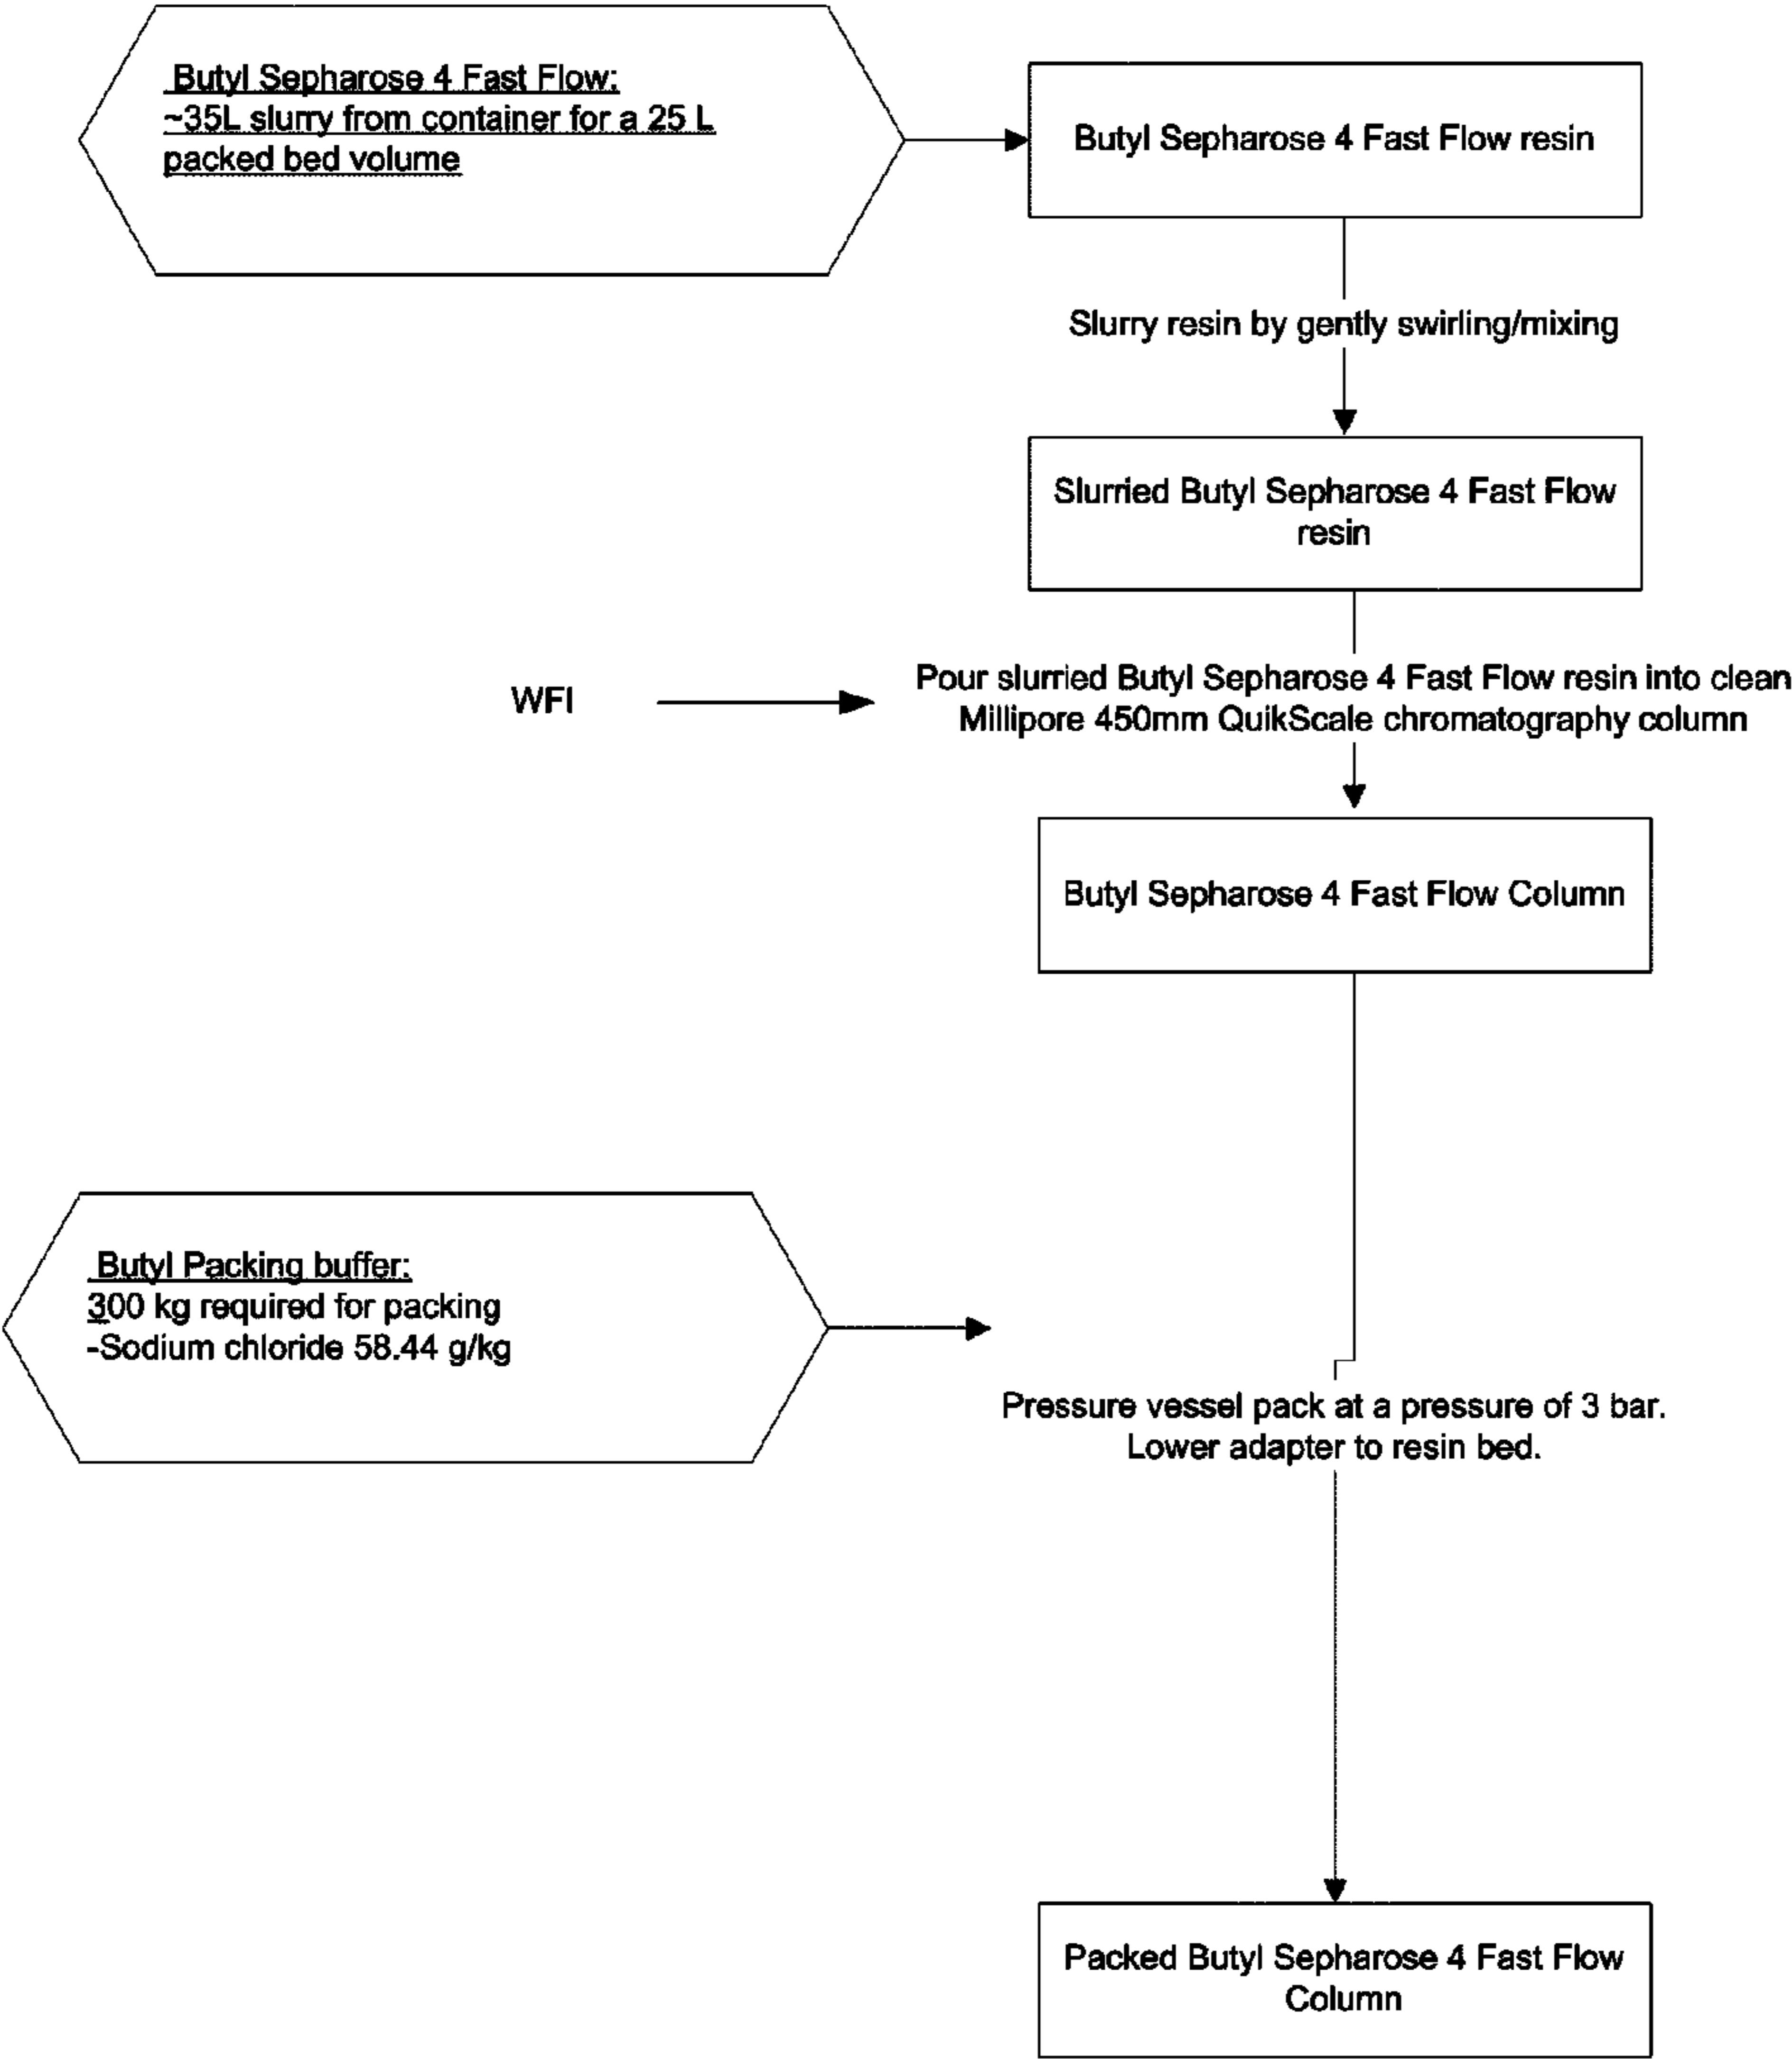 Butyl Sepharose 4 Fast Flow:
~35L slurry from container for a 25 L
packed bed volume
Butyl Sepharose 4 Fast Flow resin
Slurry resin by gently swirling/mixing
Slurried Butyl Sepharose 4 Fast Flow
resin
WFI
Pour slurried Butyl Sepharose 4 Fast Flow resin into clean
Millipore 450mm QuikScale chromatography column
Butyl Sepharose 4 Fast Flow Column
Butyl Packing buffer:
300 kg required for packing
-Sodium chloride 58.44 g/kg
Pressure vessel pack at a pressure of 3 bar.
Lower adapter to resin bed.
Packed Butyl Sepharose 4 Fast Flow
Column